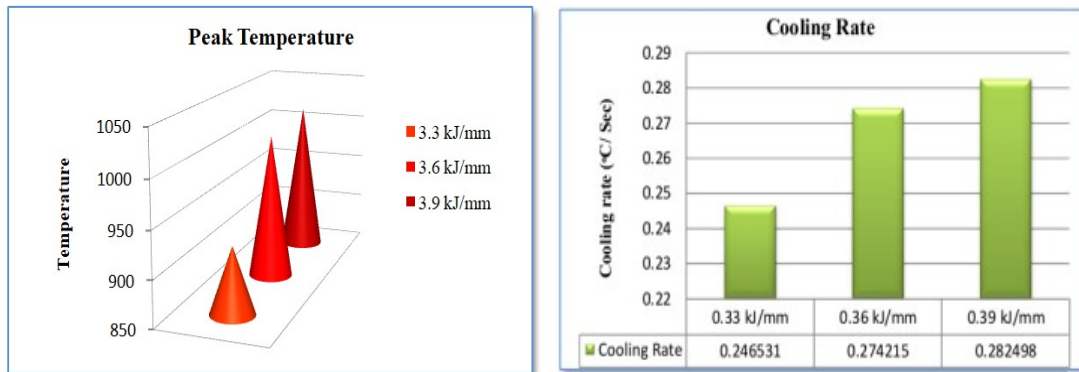 Peak Temperature
Temperature
1050
1000
950
900
850
3.3 kJ/mm
3.6 kJ/mm
3.9 kJ/mm
Cooling Rate
Cooling rate (°C/ Sec)
0.29
0.28
0.27
0.26
0.25
0.24
0.23
0.22
0.33 kJ/mm 0.36 kJ/mm 0.39 kJ/mm
Cooling Rate 0.246531 0.274215 0.282498